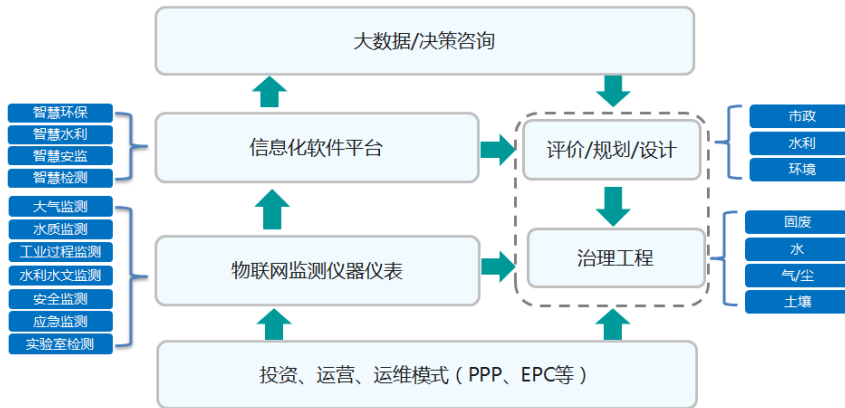 大数据/决策咨询
智慧环保
智慧水利
智慧安监
智慧检测
信息化软件平台
评价/规划/设计
市政
水利
环境
大气监测
水质监测
工业过程监测
水利水文监测
安全监测
应急监测
实验室检测
物联网监测仪器仪表
治理工程
固废
水
气/尘
土壤
投资、运营、运维模式（PPP、EPC等）